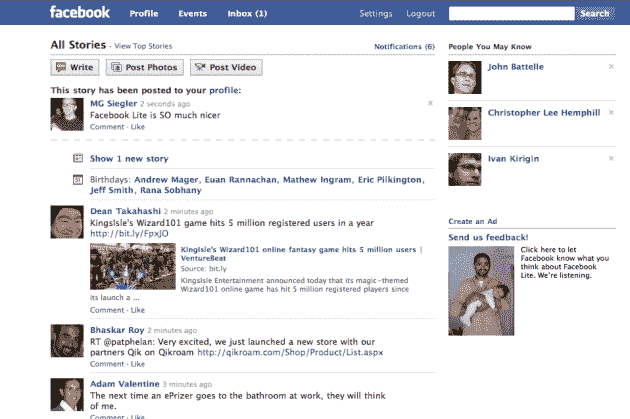 facebook Profile Events Inbox (1) Settings Logout Search
All Stories · View Top Stories
Notifications (6)
Write Post Photos Post Video
This story has been posted to your profile:
MG Siegler 2 seconds ago
Facebook Lite is SO much nicer
Comment · Like
Show 1 new story
31 Birthdays: Andrew Mager, Euan Rannachan, Mathew Ingram, Eric Pilkington,
Jeff Smith, Rana Sobhany
Dean Takahashi 2 minutes ago
KingsIsle's Wizard101 game hits 5 million registered users in a year
http://bit.ly/FpxJO
KingsIsle's Wizard101 online fantasy game hits 5 million users |
VentureBeat
Source: bit.ly
KingsIsle Entertainment announced today that its magic-themed
Wizard101 online game has hit 5 million registered players since
its launch a ...
Comment · Like
Bhaskar Roy 2 minutes ago
RT @patphelan: Very excited, we just launched a new store with our
partners Qik on Qikroam http://qikroam.com/Shop/Product/List.aspx
Comment · Like
Adam Valentine 3 minutes ago
The next time an ePrizer goes to the bathroom at work, they will think
of me.
Comment · Like
People You May Know
John Battelle
Christopher Lee Hemphill
Ivan Kirigin
Create an Ad
Send us feedback!
Click here to let
Facebook know what you
think about Facebook
Lite. We're listening.